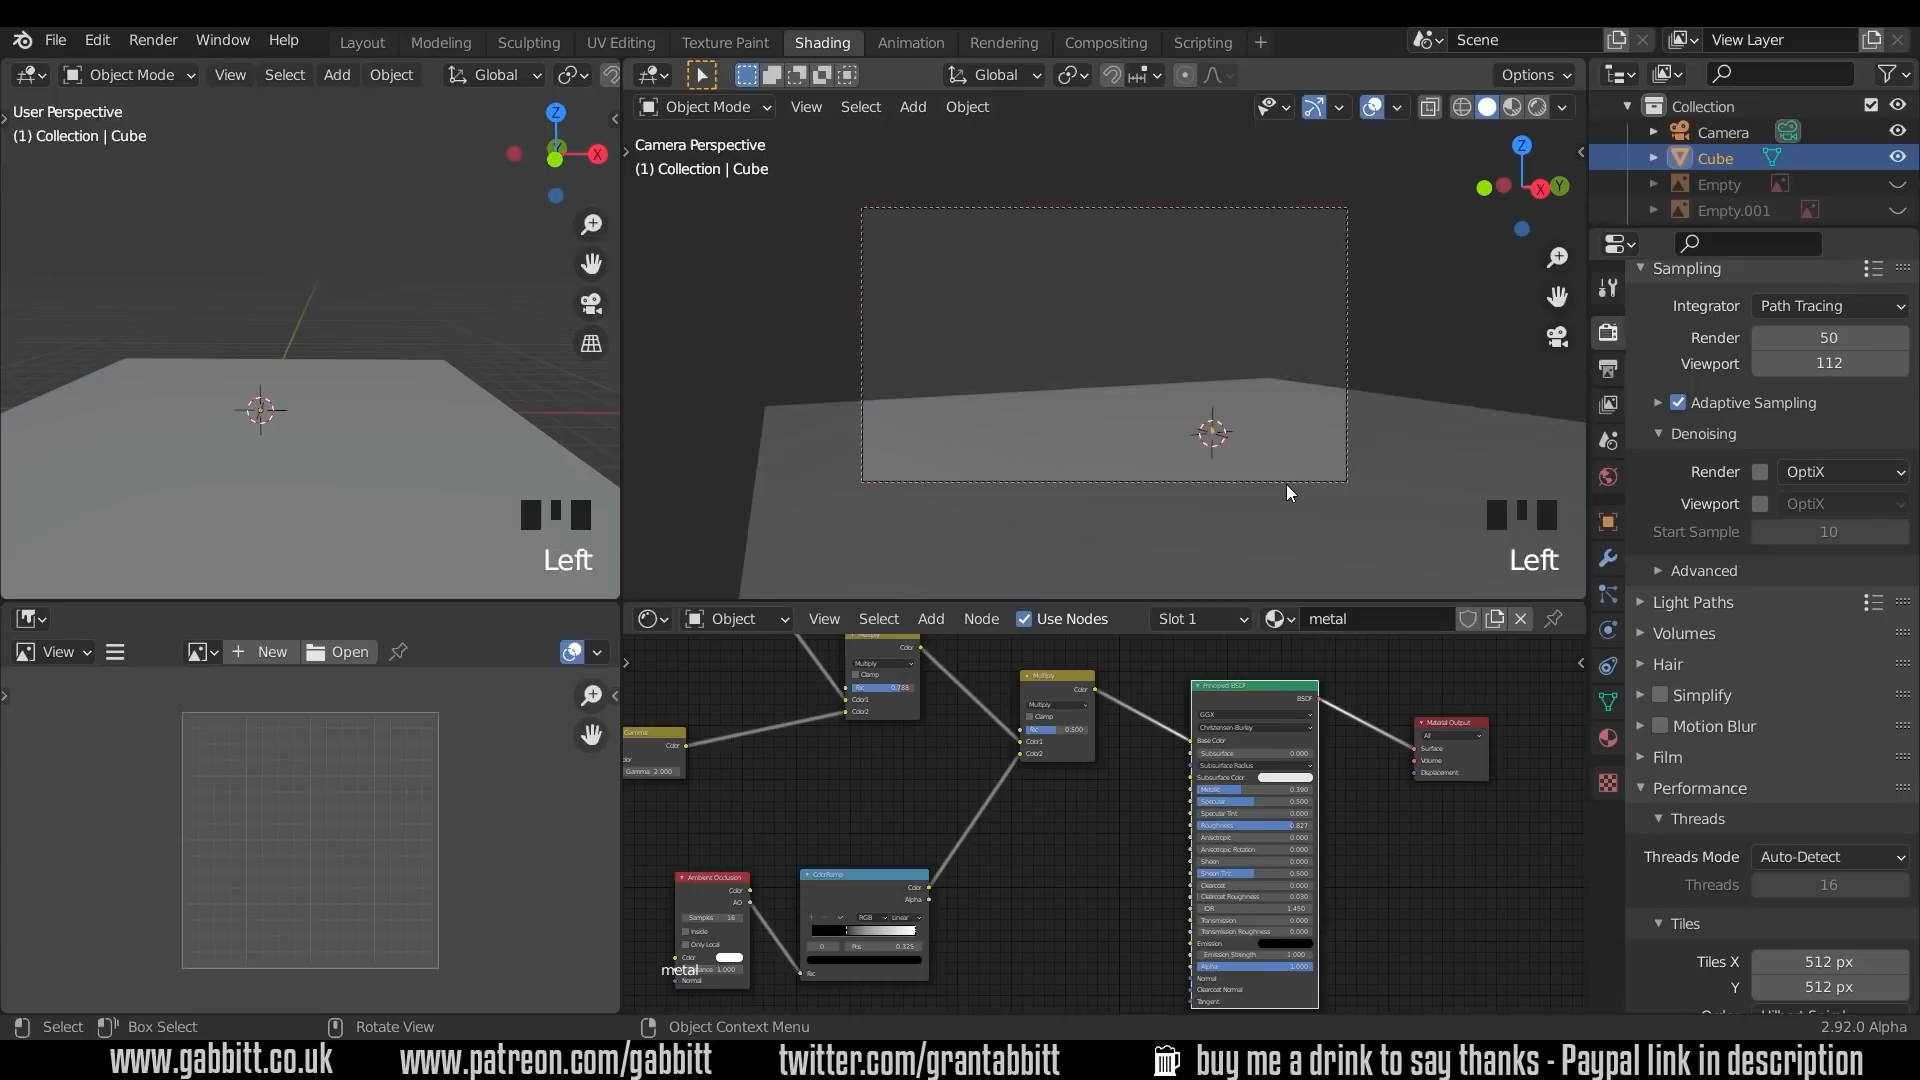 File Edit Render Window Help
Layout Modeling Sculpting UV Editing Texture Paint Shading Animation Rendering Compositing Scripting +
Scene View Layer
Object Mode View Select Add Object Global
Global Options
Object Mode View Select Add Object
User Perspective
(1) Collection | Cube
Z
X
Left
Camera Perspective
(1) Collection | Cube
Z
X Y
Left
Collection
Camera
Cube
Empty
Empty.001
Sampling
Integrator Path Tracing
Render 50
Viewport 112
Adaptive Sampling
Denoising
Render OptiX
Viewport OptiX
Start Sample 10
Advanced
Light Paths
Volumes
Hair
Simplify
Motion Blur
Film
Performance
Threads
Threads Mode Auto-Detect
Threads 16
Tiles
Tiles X 512 px
Y 512 px
View + New Open
Object View Select Add Node Use Nodes Slot 1 metal
Multiply
Color
Multiply
Clamp
Fac 0.788
Color1
Color2
Gamma
Color
Gamma 2.000
Multiply
Color
Multiply
Clamp
Fac 0.500
Color1
Color2
Ambient Occlusion
Color
AO
Samples 16
Inside
Only Local
Color
1.000
Normal
metal
ColorRamp
Color
Alpha
RGB Linear
0 Pos 0.325
Fac
Principled BSDF
BSDF
GGX
Christensen-Burley
Base Color
Subsurface 0.000
Subsurface Radius
Subsurface Color
Metallic 0.390
Specular 0.500
Specular Tint 0.000
Roughness 0.827
Anisotropic 0.000
Anisotropic Rotation 0.000
Sheen 0.000
Sheen Tint 0.500
Clearcoat 0.000
Clearcoat Roughness 0.030
IOR 1.450
Transmission 0.000
Transmission Roughness 0.000
Emission
Emission Strength 1.000
Alpha 1.000
Normal
Clearcoat Normal
Tangent
Material Output
All
Surface
Volume
Displacement
Select Box Select Rotate View Object Context Menu 2.92.0 Alpha
www.gabbitt.co.uk www.patreon.com/gabbitt twitter.com/grantabbitt buy me a drink to say thanks - Paypal link in description